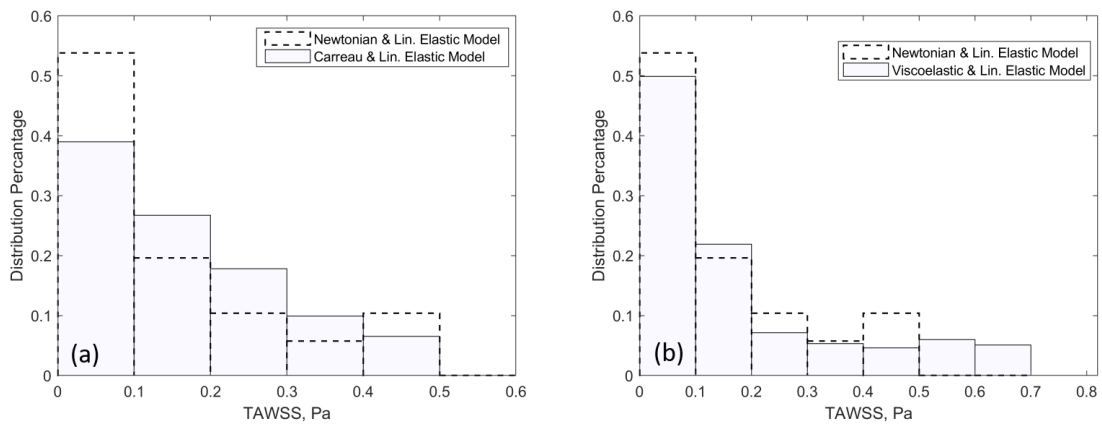 0.6
0.5
0.4
0.3
0.2
0.1
0
Distribution Percantage
Newtonian & Lin. Elastic Model
Carreau & Lin. Elastic Model
(a)
0 0.1 0.2 0.3 0.4 0.5 0.6
TAWSS, Pa
0.6
0.5
0.4
0.3
0.2
0.1
0
Distribution Percantage
Newtonian & Lin. Elastic Model
Viscoelastic & Lin. Elastic Model
(b)
0 0.1 0.2 0.3 0.4 0.5 0.6 0.7 0.8
TAWSS, Pa